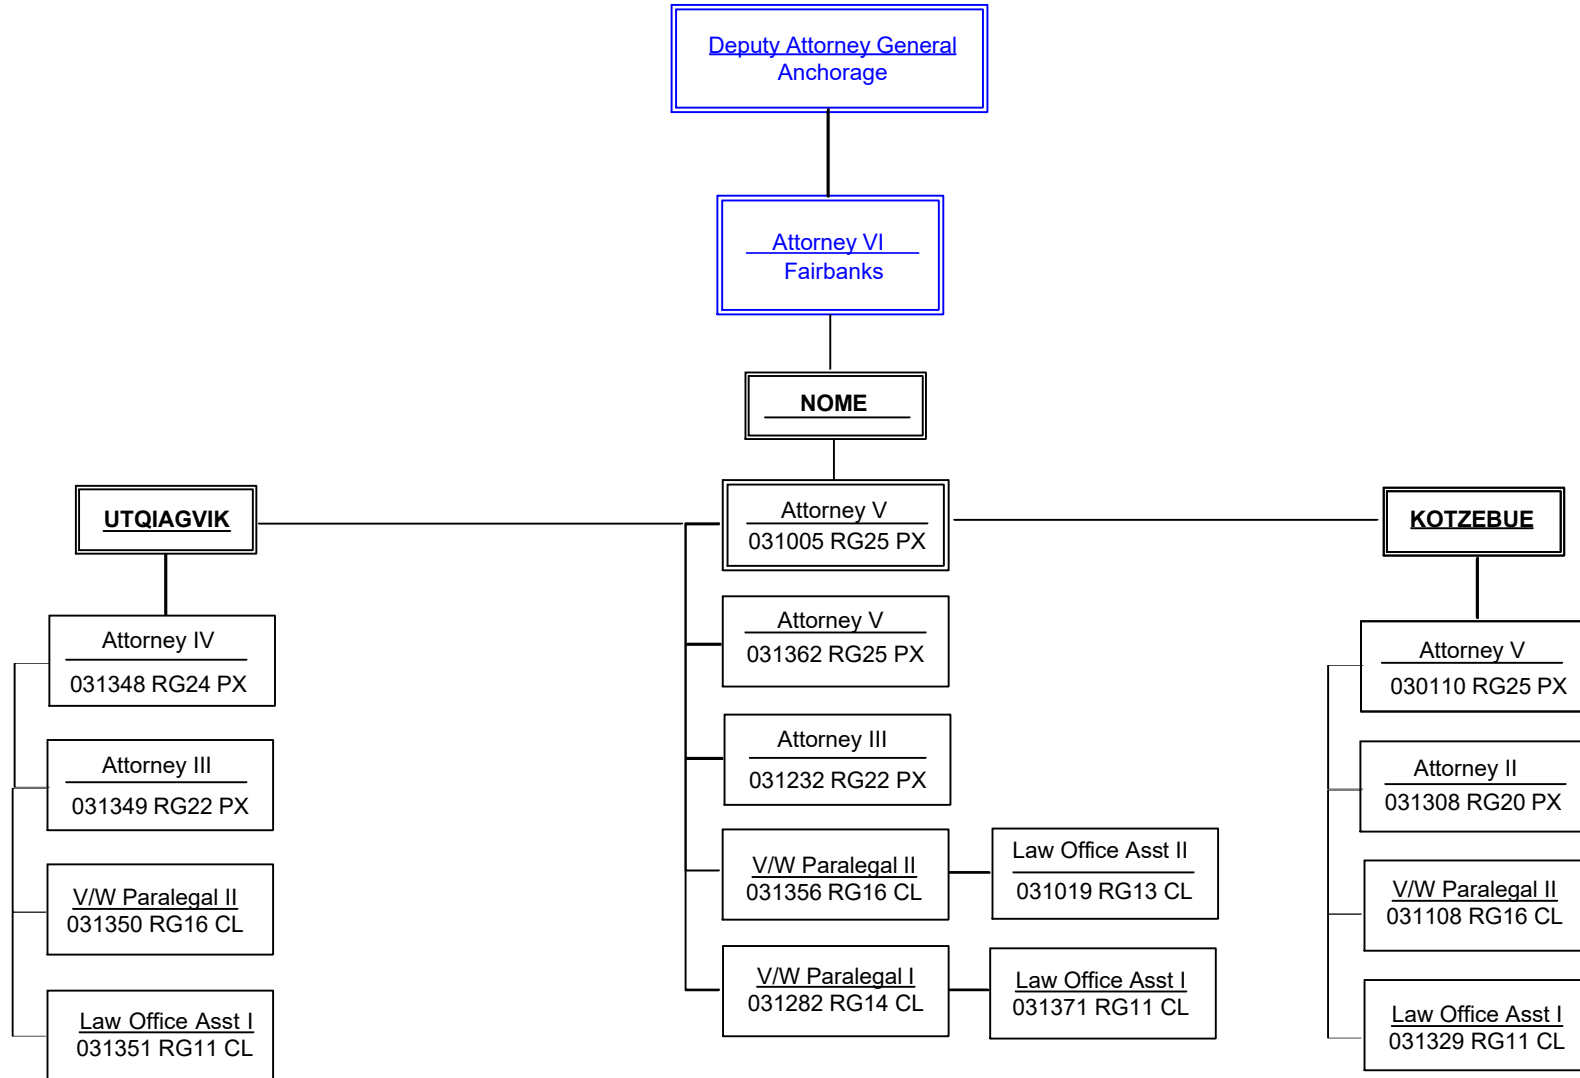 Deputy Attorney General
Anchorage
Attorney VI
Fairbanks
NOME
UTQIAGVIK
Attorney IV
031348 RG24 PX
Attorney III
031349 RG22 PX
V/W Paralegal II
031350 RG16 CL
Law Office Asst I
031351 RG11 CL
Attorney V
031005 RG25 PX
Attorney V
031362 RG25 PX
Attorney III
031232 RG22 PX
V/W Paralegal II
031356 RG16 CL
Law Office Asst II
031019 RG13 CL
V/W Paralegal I
031282 RG14 CL
Law Office Asst I
031371 RG11 CL
KOTZEBUE
Attorney V
030110 RG25 PX
Attorney II
031308 RG20 PX
V/W Paralegal II
031108 RG16 CL
Law Office Asst I
031329 RG11 CL